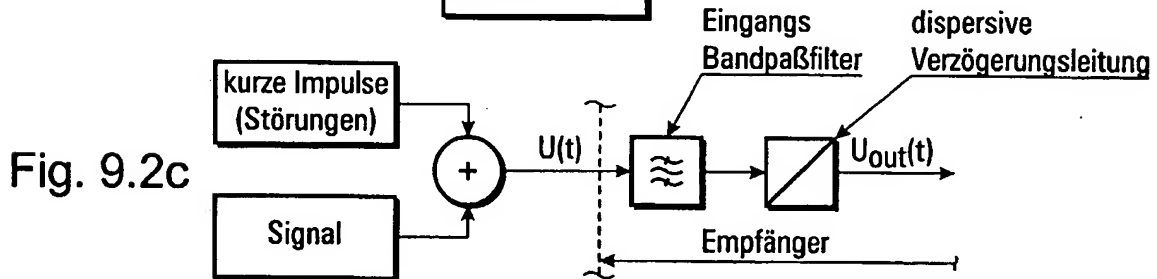 Eingangs
Bandpaßfilter
dispersive
Verzögerungsleitung
kurze Impulse
(Störungen)
+
U(t)
Uout(t)
Fig. 9.2c
Signal
Empfänger